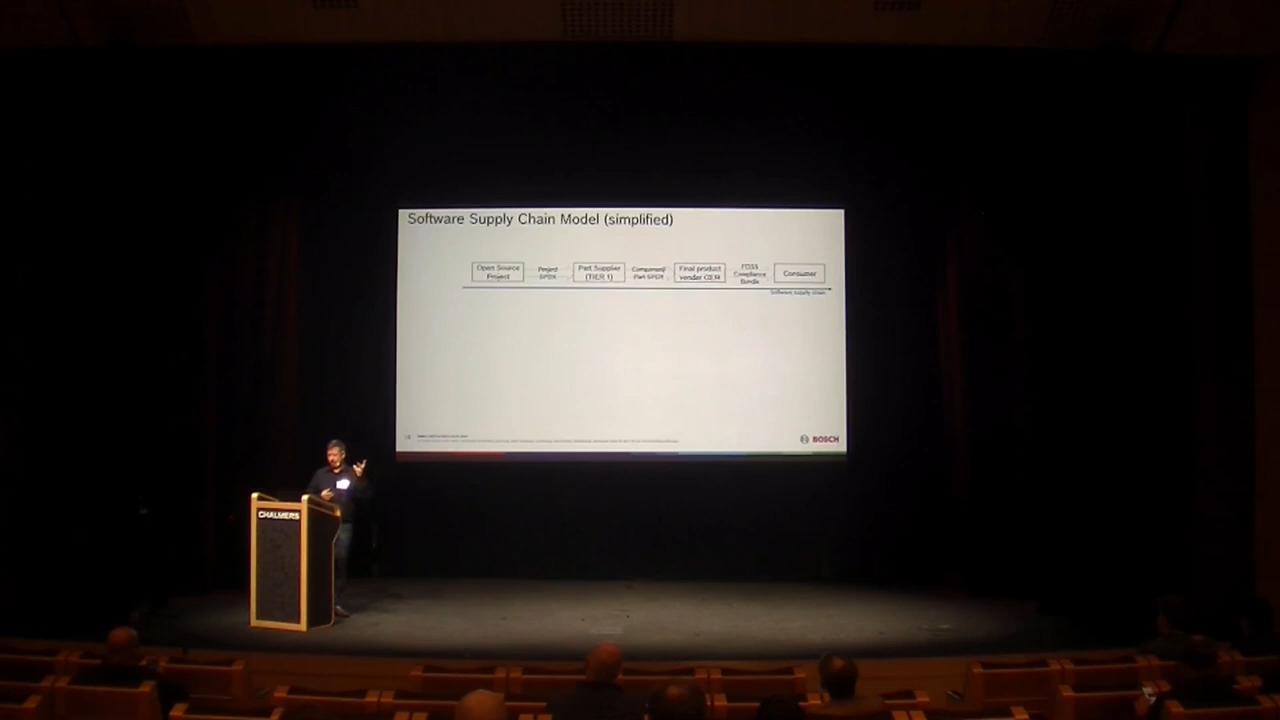 Software Supply Chain Model (simplified)
Open Source
Project
Project
SPDX
Part Supplier
(TIER 1)
Component/
Part SPDX
Final product
vendor OEM
FOSS
Compliance
Bundle
Consumer
Software supply chain
BOSCH
CHALMERS